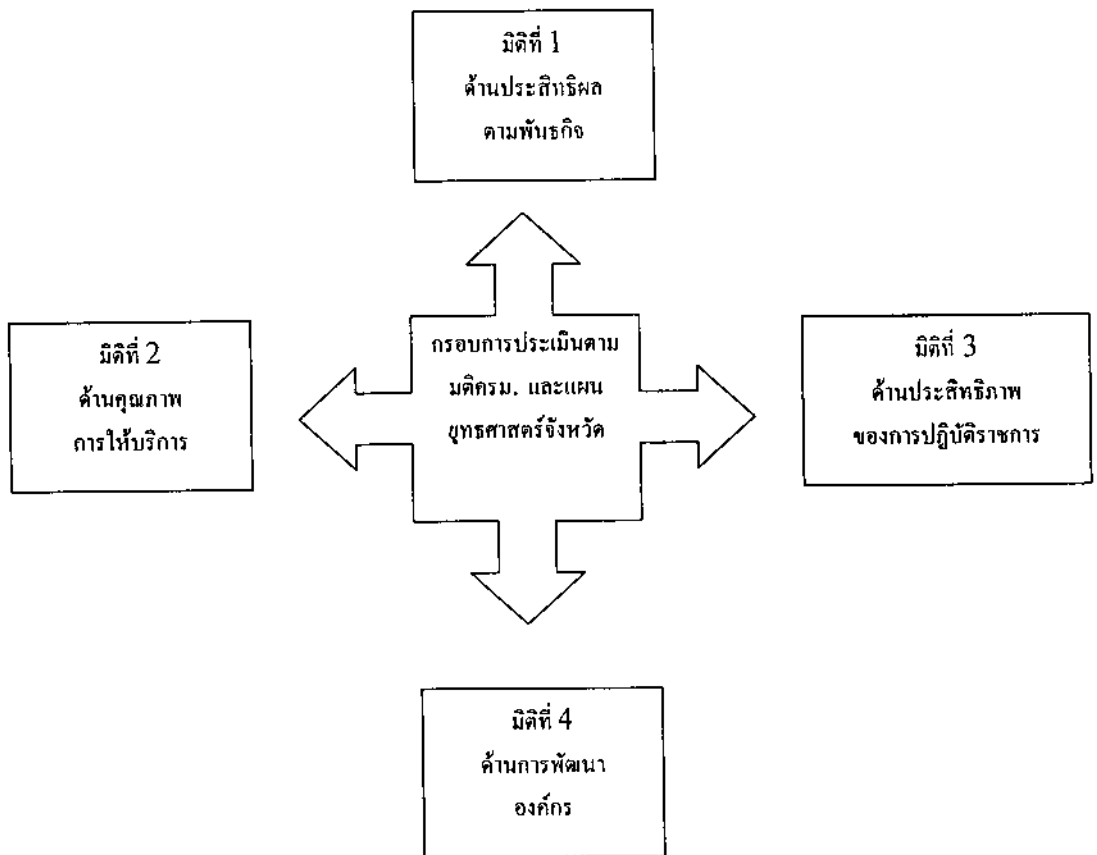 มิติที่ 1
ด้านประสิทธิผล
ตามพันธกิจ
กรอบการประเมินตาม
มติครม. และแผน
ยุทธศาสตร์จังหวัด
มิติที่ 2
ด้านคุณภาพ
การให้บริการ
มิติที่ 3
ด้านประสิทธิภาพ
ของการปฏิบัติราชการ
มิติที่ 4
ด้านการพัฒนา
องค์กร